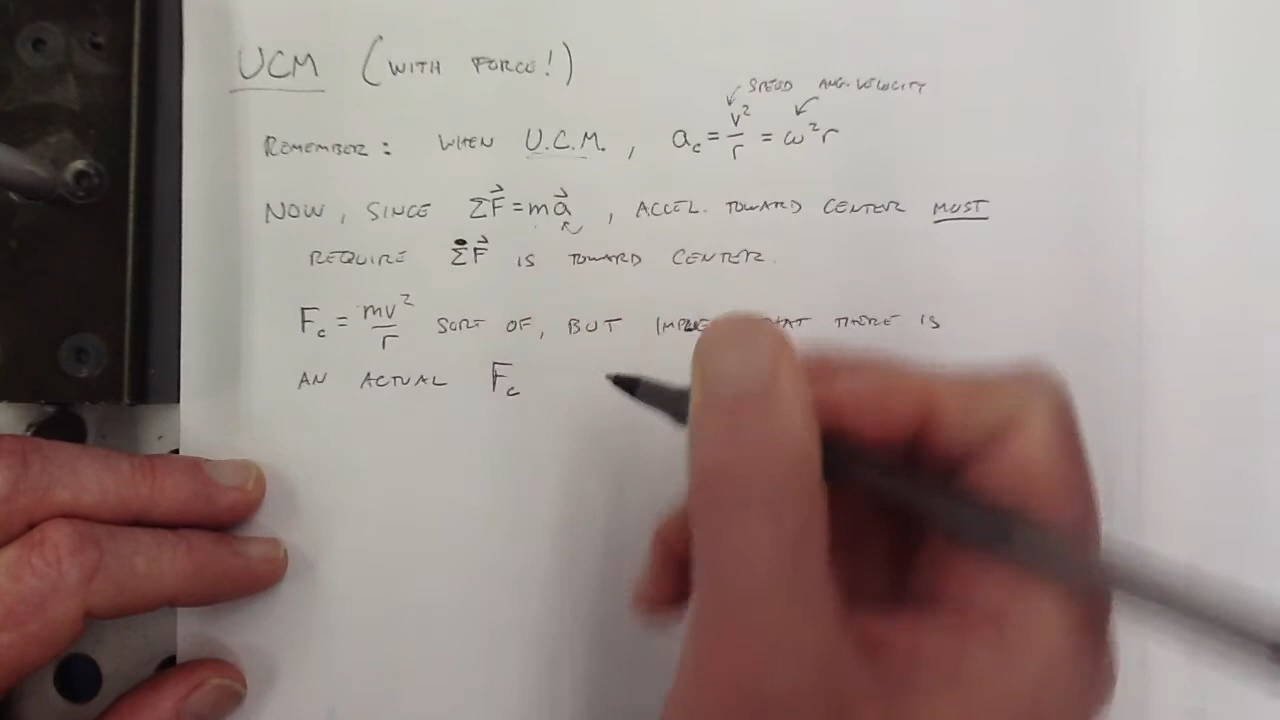 UCM (WITH FORCE!)
SPEED ANG. VELOCITY
REMEMBER: WHEN U.C.M., a_c = v²/r = ω²r
NOW, SINCE ΣF⃗ = ma⃗, ACCEL. TOWARD CENTER MUST
REQUIRE ΣF⃗ IS TOWARD CENTER.
F_c = mv²/r SORT OF, BUT THERE IS
AN ACTUAL F_c